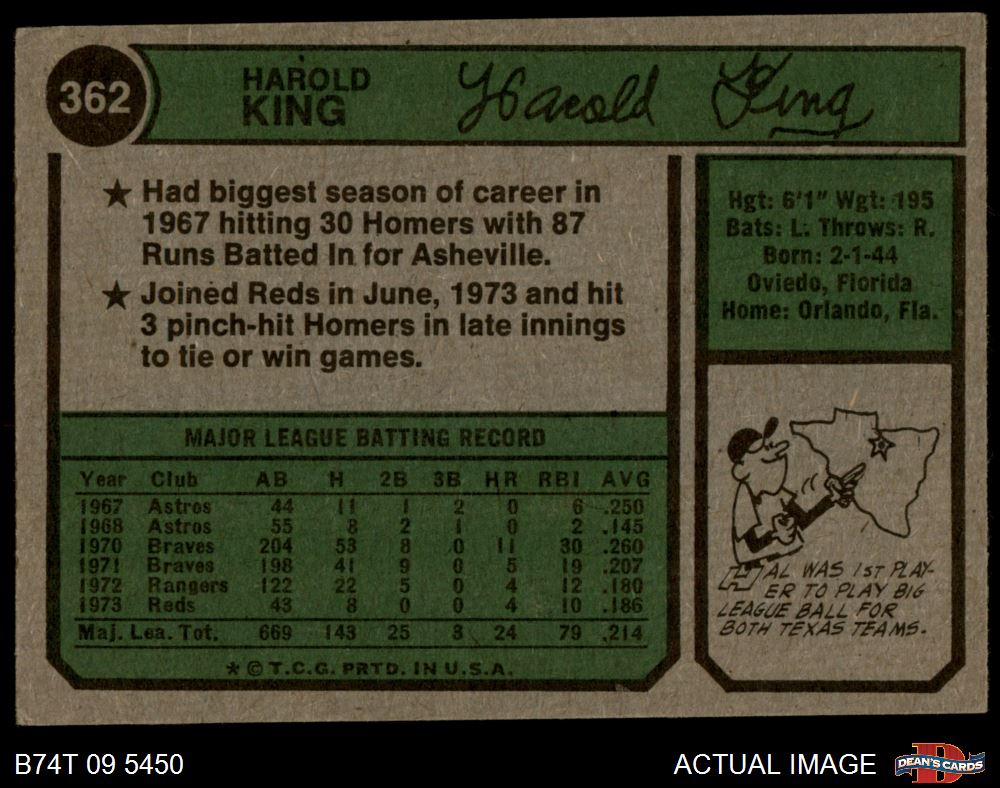 362
HAROLD
KING
Harold King
★ Had biggest season of career in
1967 hitting 30 Homers with 87
Runs Batted In for Asheville.
★ Joined Reds in June, 1973 and hit
3 pinch-hit Homers in late innings
to tie or win games.
Hgt: 6'1" Wgt: 195
Bats: L. Throws: R.
Born: 2-1-44
Oviedo, Florida
Home: Orlando, Fla.
MAJOR LEAGUE BATTING RECORD
Year Club AB H 2B 3B HR RBI AVG
1967 Astros 44 11 1 2 0 6 .250
1968 Astros 55 8 2 1 0 2 .145
1970 Braves 204 53 8 0 11 30 .260
1971 Braves 198 41 9 0 5 19 .207
1972 Rangers 122 22 5 0 4 12 .180
1973 Reds 43 8 0 0 4 10 .186
Maj. Lea. Tot. 669 143 25 3 24 79 .214
* © T.C.G. PRTD. IN U.S.A.
HAL WAS 1ST PLAY-
ER TO PLAY BIG
LEAGUE BALL FOR
BOTH TEXAS TEAMS.
B74T 09 5450
ACTUAL IMAGE
D
DEAN'S CARDS